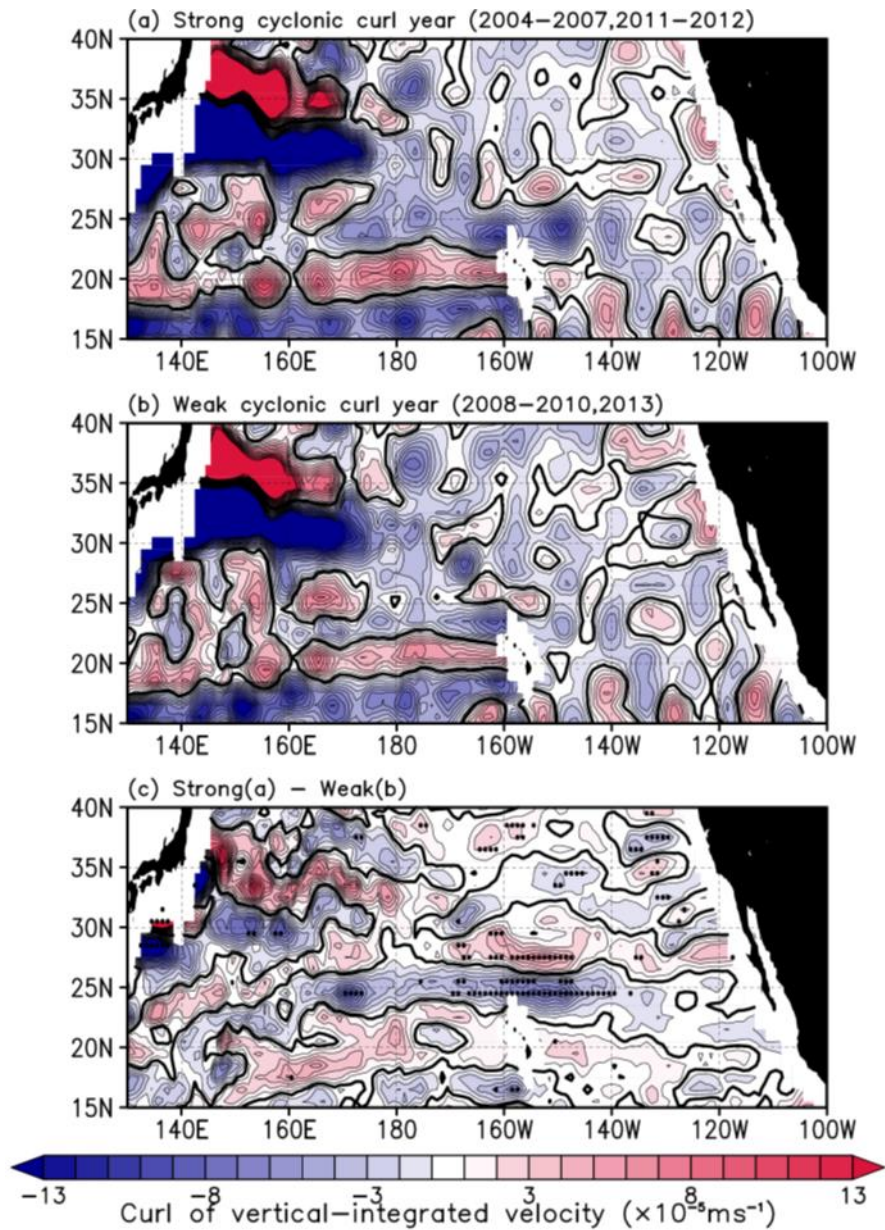 (a) Strong cyclonic curl year (2004−2007,2011−2012)
40N
35N
30N
25N
20N
15N
140E 160E 180 160W 140W 120W 100W
(b) Weak cyclonic curl year (2008−2010,2013)
40N
35N
30N
25N
20N
15N
140E 160E 180 160W 140W 120W 100W
(c) Strong(a) − Weak(b)
40N
35N
30N
25N
20N
15N
140E 160E 180 160W 140W 120W 100W
−13 −8 −3 3 8 13
Curl of vertical−integrated velocity (×10⁻⁵ms⁻¹)